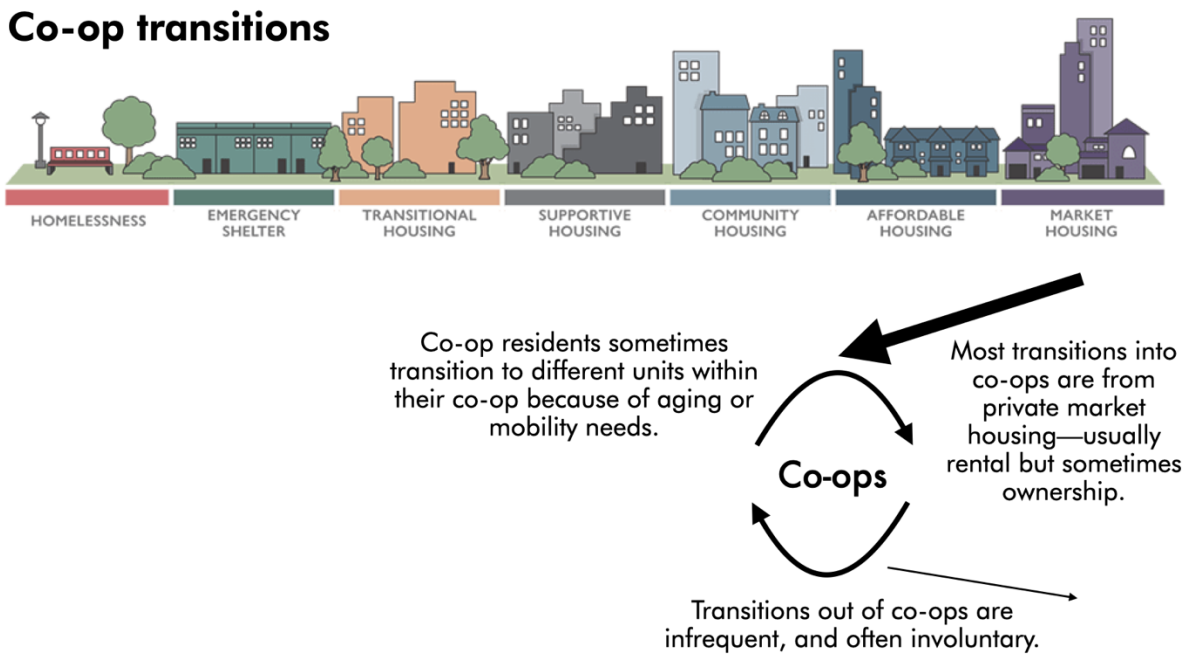 Co-op transitions
HOMELESSNESS
EMERGENCY
SHELTER
TRANSITIONAL
HOUSING
SUPPORTIVE
HOUSING
COMMUNITY
HOUSING
AFFORDABLE
HOUSING
MARKET
HOUSING
Co-op residents sometimes
transition to different units within
their co-op because of aging or
mobility needs.
Most transitions into
co-ops are from
private market
housing—usually
rental but sometimes
ownership.
Co-ops
Transitions out of co-ops are
infrequent, and often involuntary.